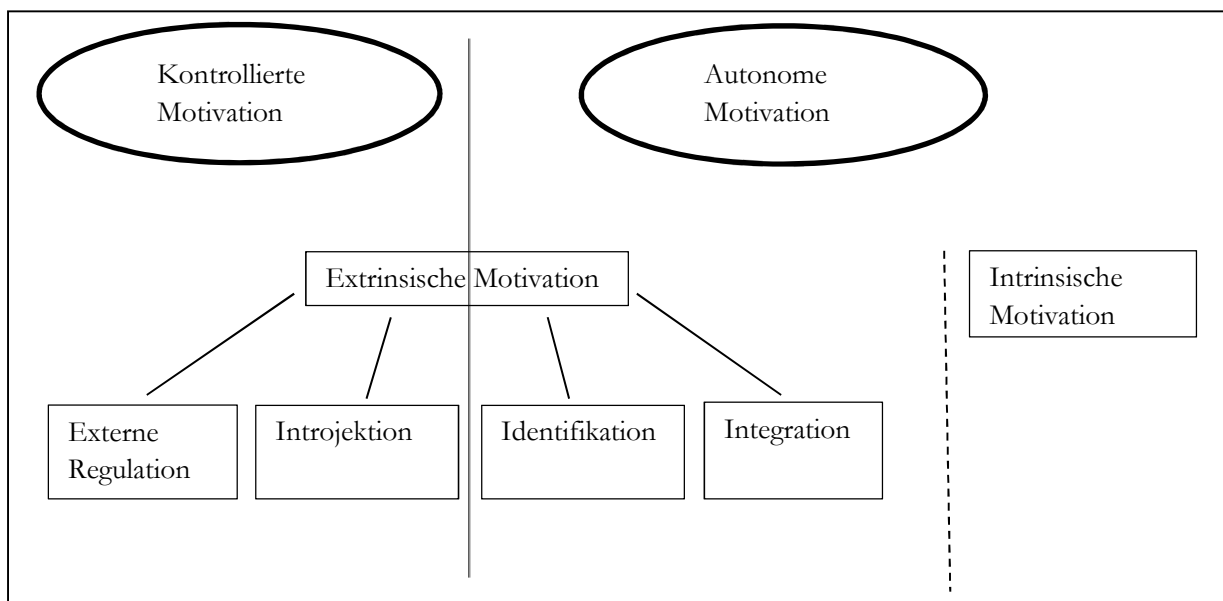 Kontrollierte
Motivation
Autonome
Motivation
Extrinsische Motivation
Intrinsische
Motivation
Externe
Regulation
Introjektion
Identifikation
Integration